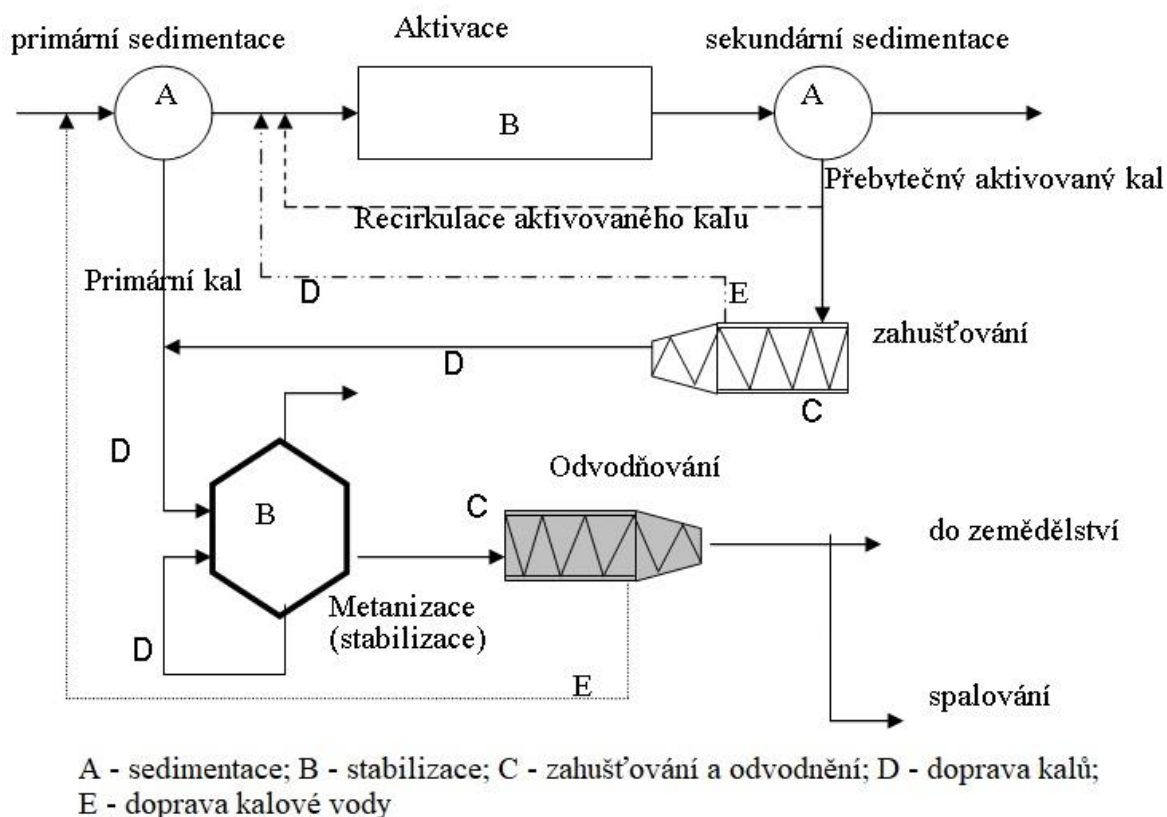 primární sedimentace
Aktivace
sekundární sedimentace
A
B
A
Přebytečný aktivovaný kal
Recirkulace aktivovaného kalu
Primární kal
D
E
zahušťování
D
C
D
Odvodňování
B
C
do zemědělství
Metanizace
(stabilizace)
D
E
spalování
A - sedimentace; B - stabilizace; C - zahušťování a odvodnění; D - doprava kalů;
E - doprava kalové vody